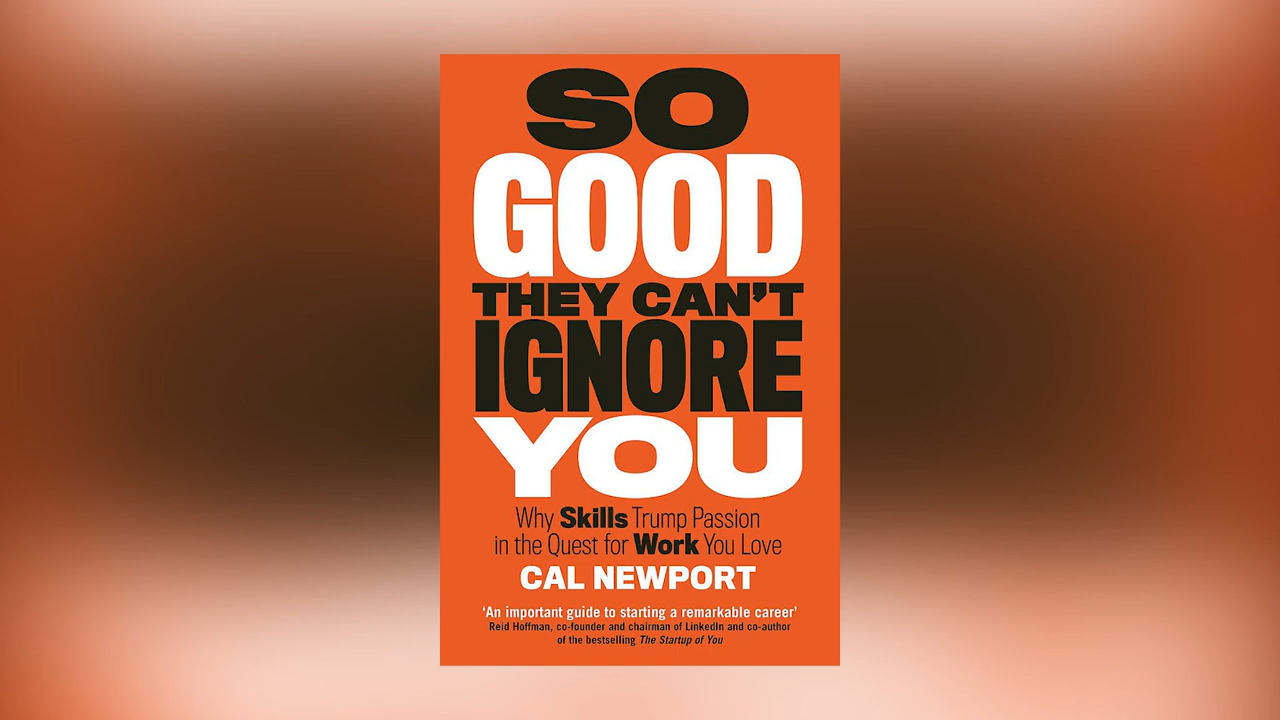 SO
GOOD
THEY CAN'T
IGNORE
YOU
Why Skills Trump Passion
in the Quest for Work You Love
CAL NEWPORT
‘An important guide to starting a remarkable career’
Reid Hoffman, co-founder and chairman of LinkedIn and co-author
of the bestselling The Startup of You